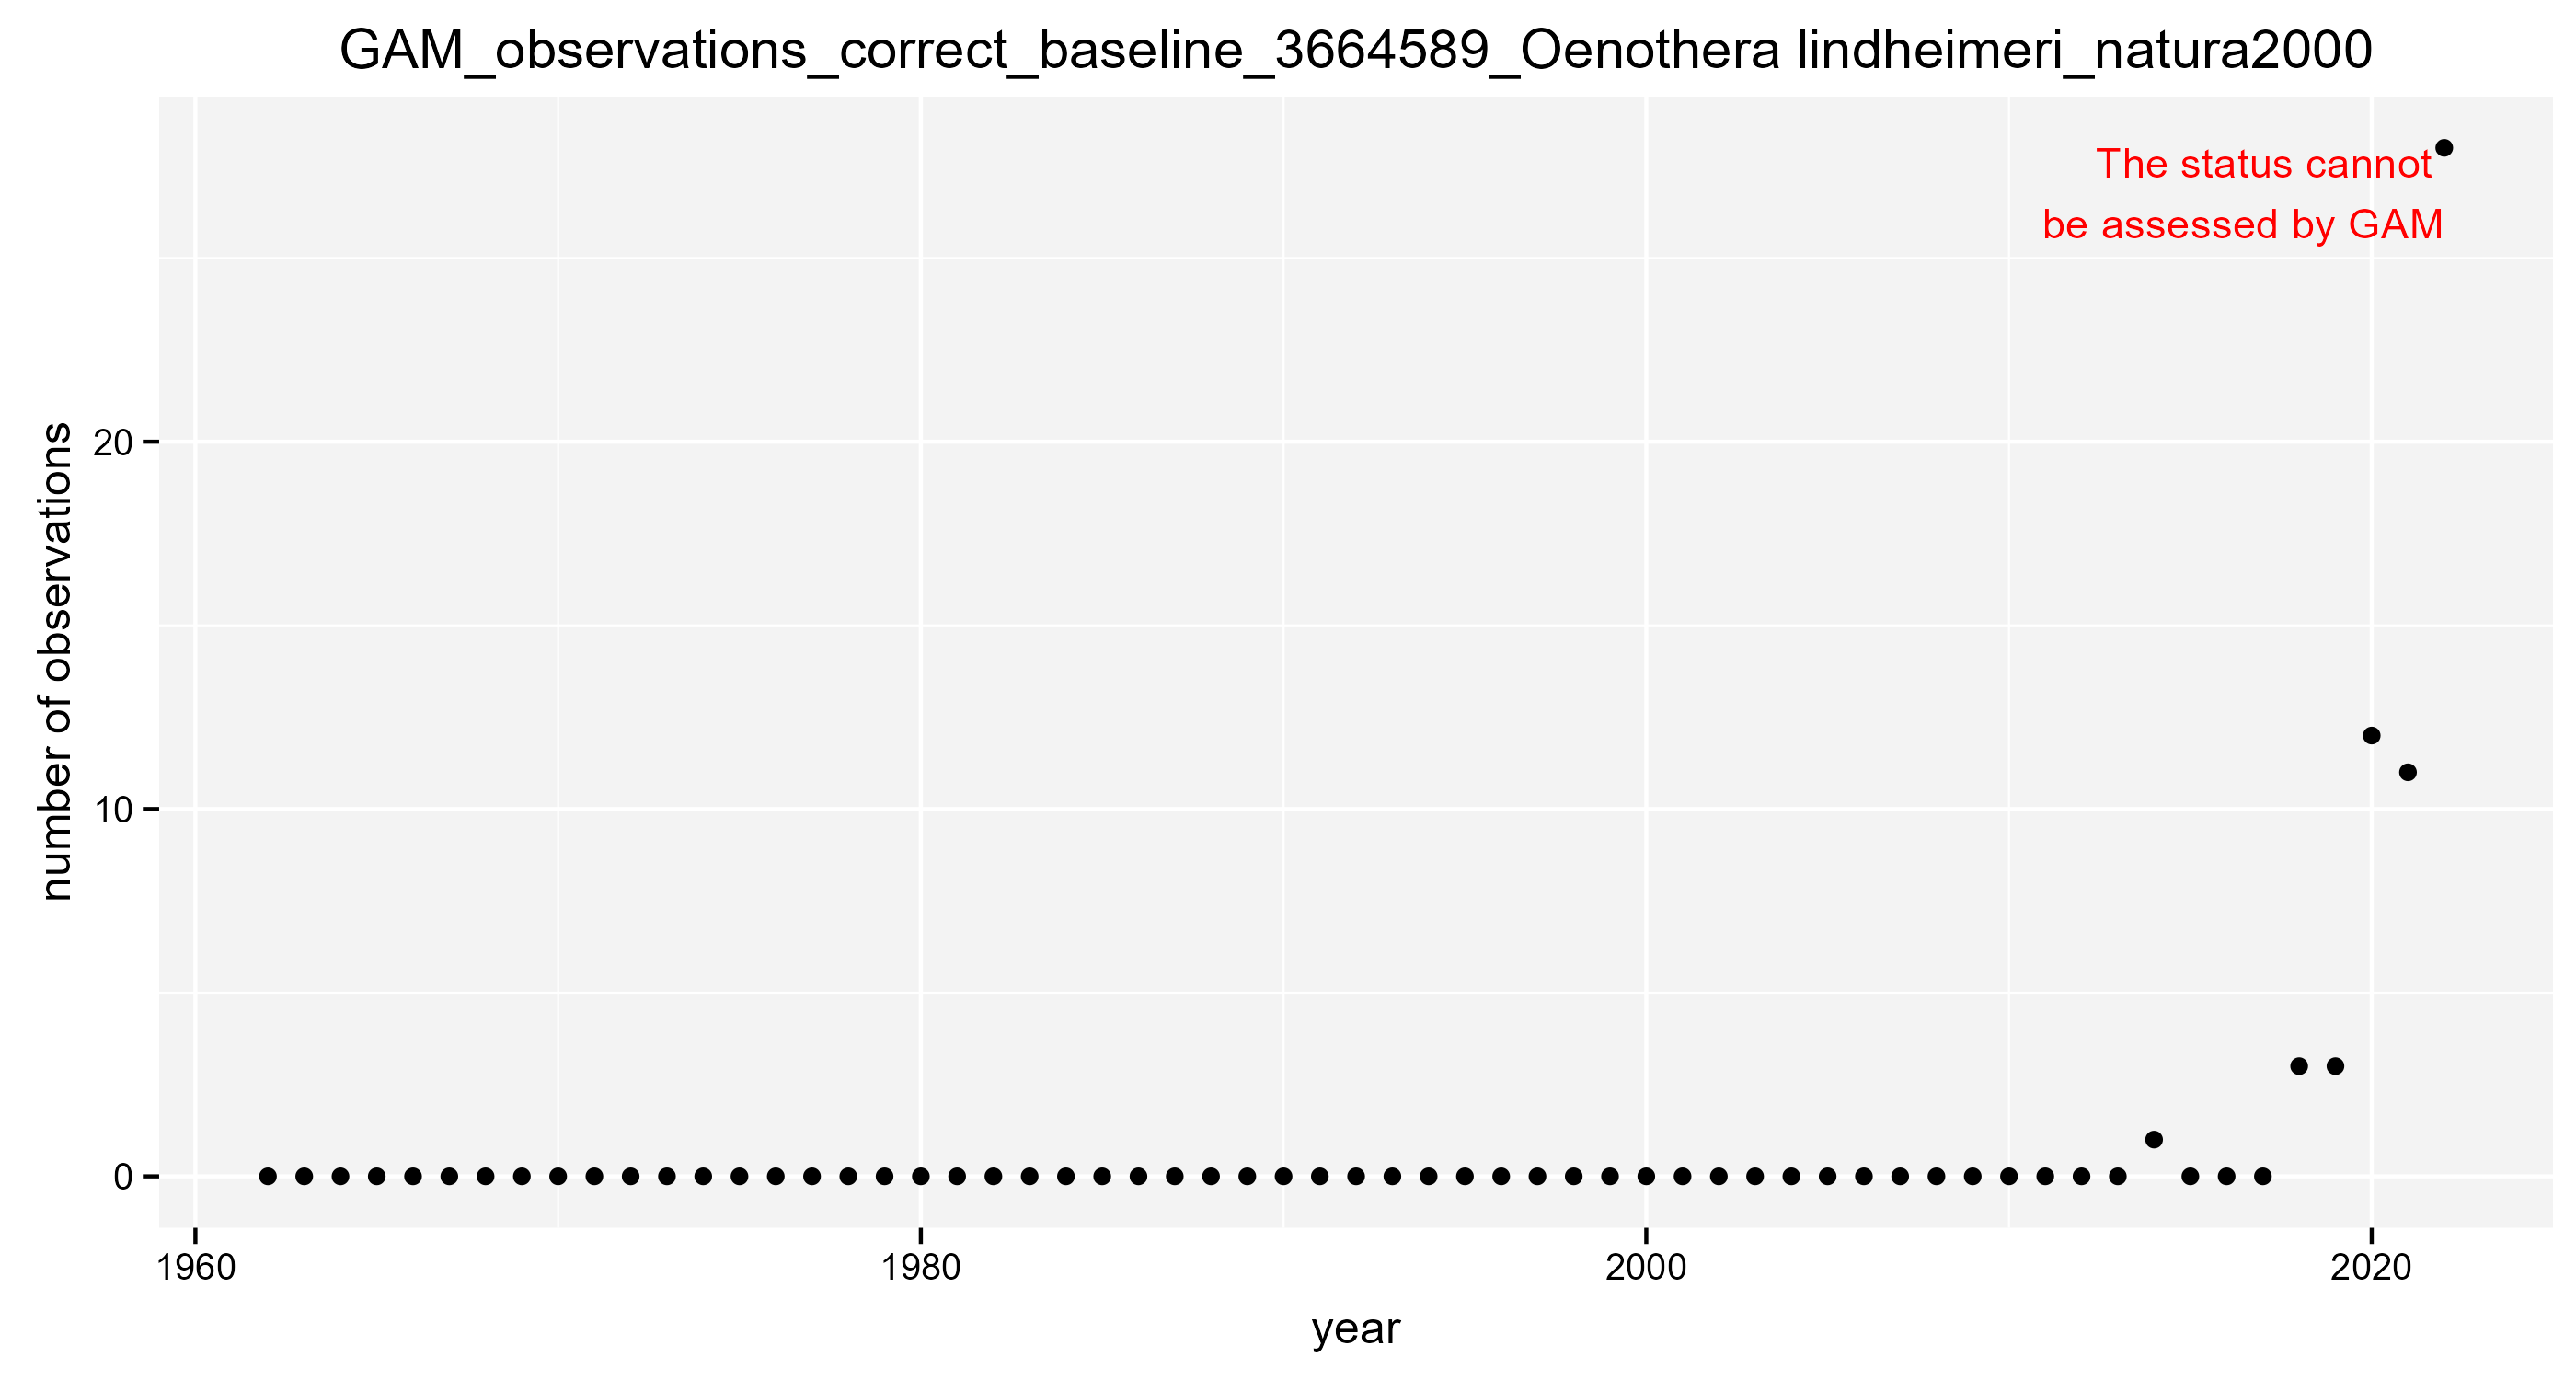 GAM_observations_correct_baseline_3664589_Oenothera lindheimeri_natura2000
The status cannot
be assessed by GAM
number of observations
20
10
0
1960 1980 2000 2020
year